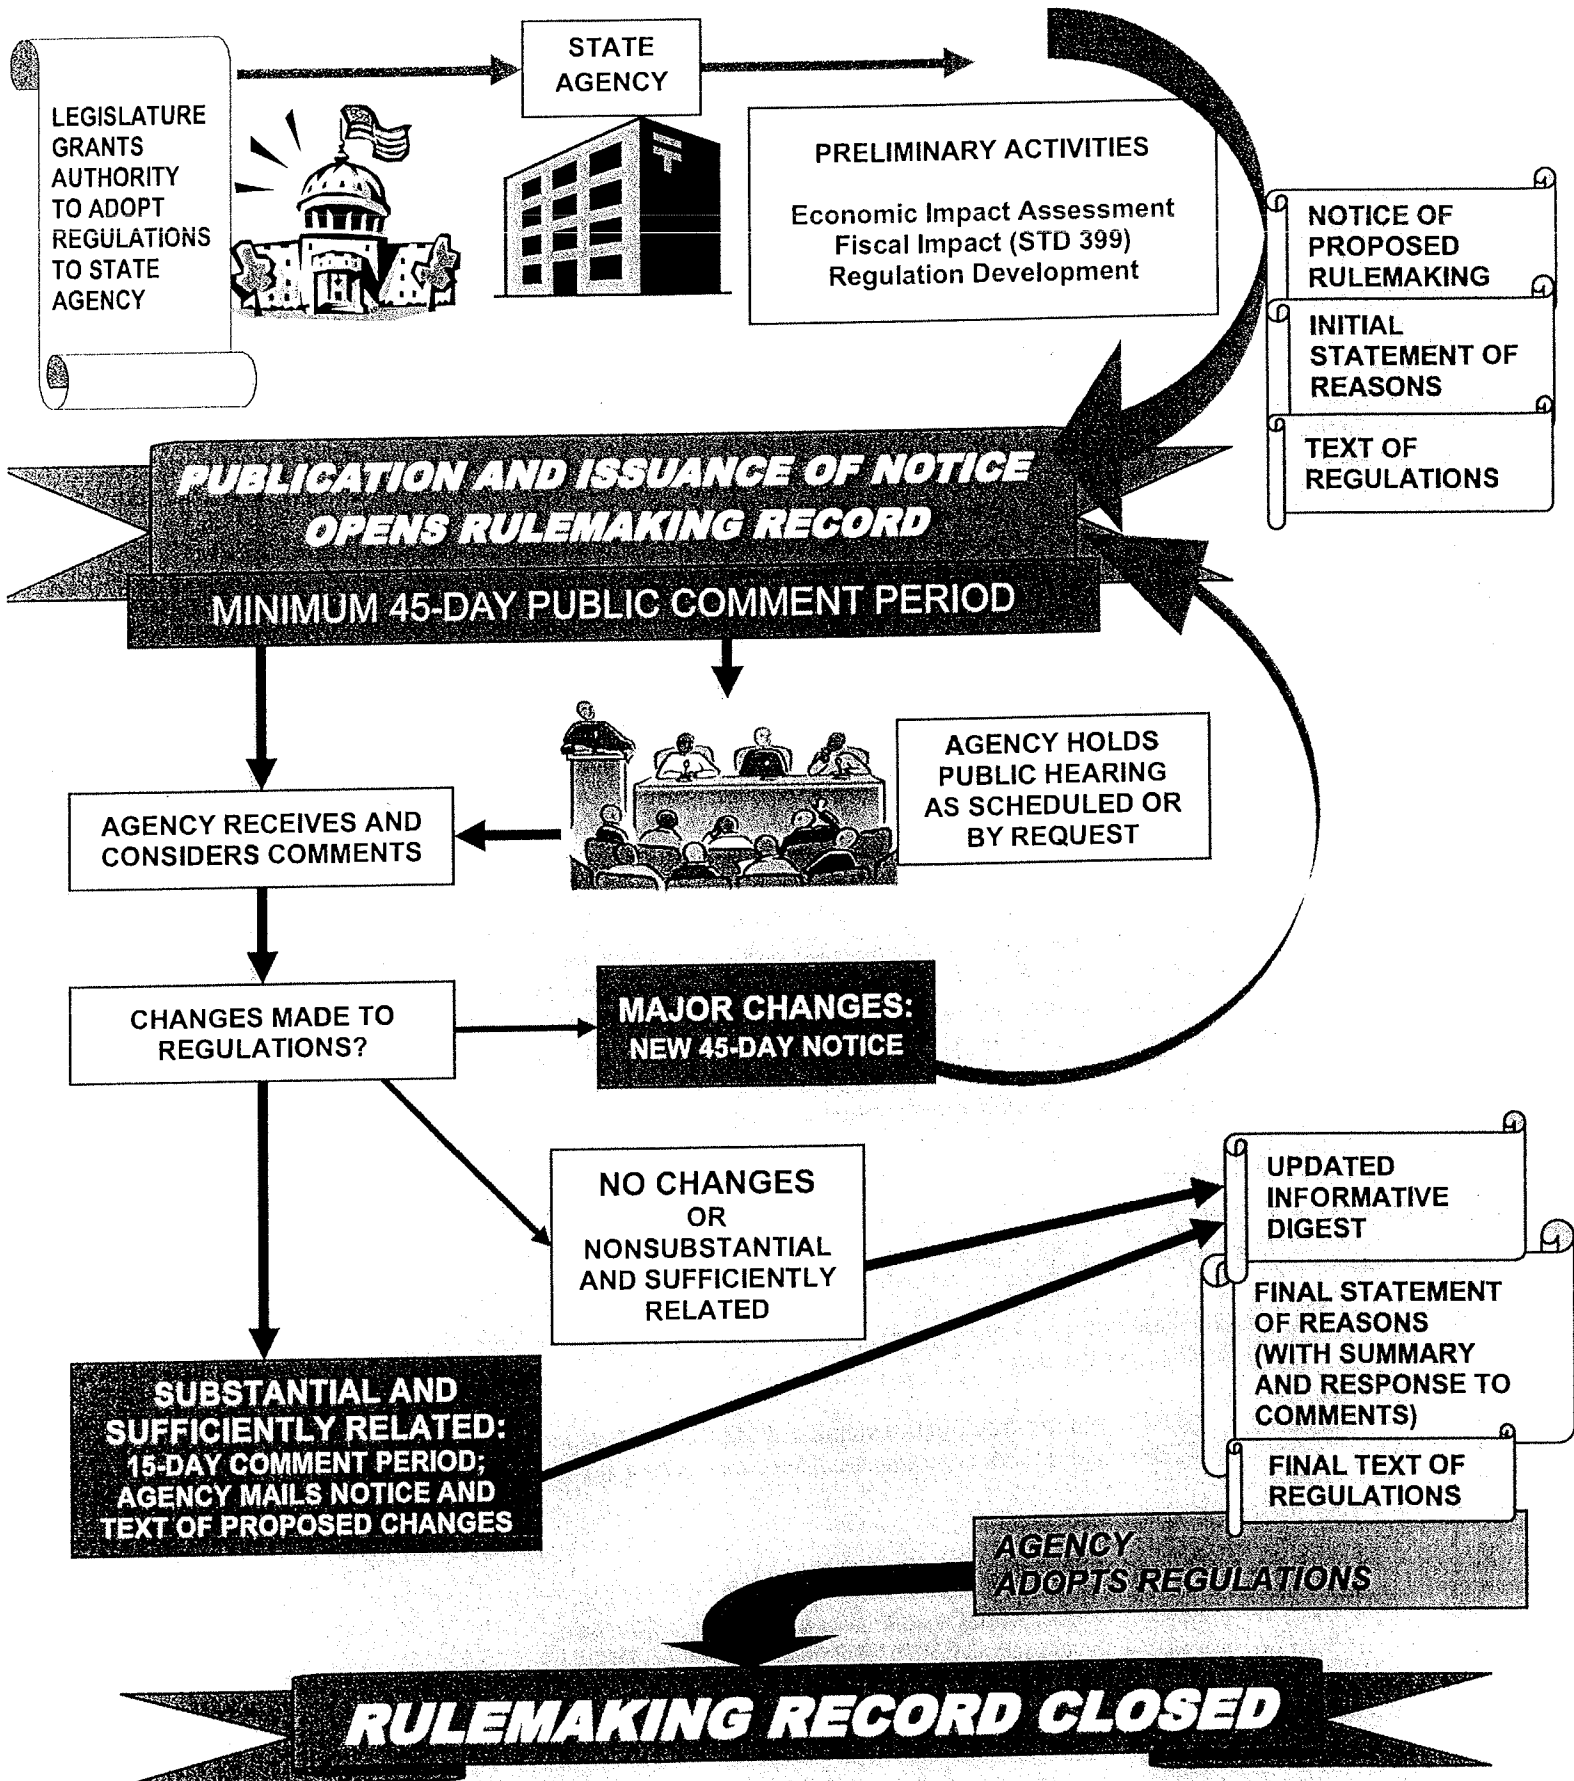 LEGISLATURE
GRANTS
AUTHORITY
TO ADOPT
REGULATIONS
TO STATE
AGENCY
STATE
AGENCY
PRELIMINARY ACTIVITIES
Economic Impact Assessment
Fiscal Impact (STD 399)
Regulation Development
NOTICE OF
PROPOSED
RULEMAKING
INITIAL
STATEMENT OF
REASONS
TEXT OF
REGULATIONS
PUBLICATION AND ISSUANCE OF NOTICE
OPENS RULEMAKING RECORD
MINIMUM 45-DAY PUBLIC COMMENT PERIOD
AGENCY HOLDS
PUBLIC HEARING
AS SCHEDULED OR
BY REQUEST
AGENCY RECEIVES AND
CONSIDERS COMMENTS
CHANGES MADE TO
REGULATIONS?
MAJOR CHANGES:
NEW 45-DAY NOTICE
NO CHANGES
OR
NONSUBSTANTIAL
AND SUFFICIENTLY
RELATED
SUBSTANTIAL AND
SUFFICIENTLY RELATED:
15-DAY COMMENT PERIOD;
AGENCY MAILS NOTICE AND
TEXT OF PROPOSED CHANGES
UPDATED
INFORMATIVE
DIGEST
FINAL STATEMENT
OF REASONS
(WITH SUMMARY
AND RESPONSE TO
COMMENTS)
FINAL TEXT OF
REGULATIONS
AGENCY
ADOPTS REGULATIONS
RULEMAKING RECORD CLOSED